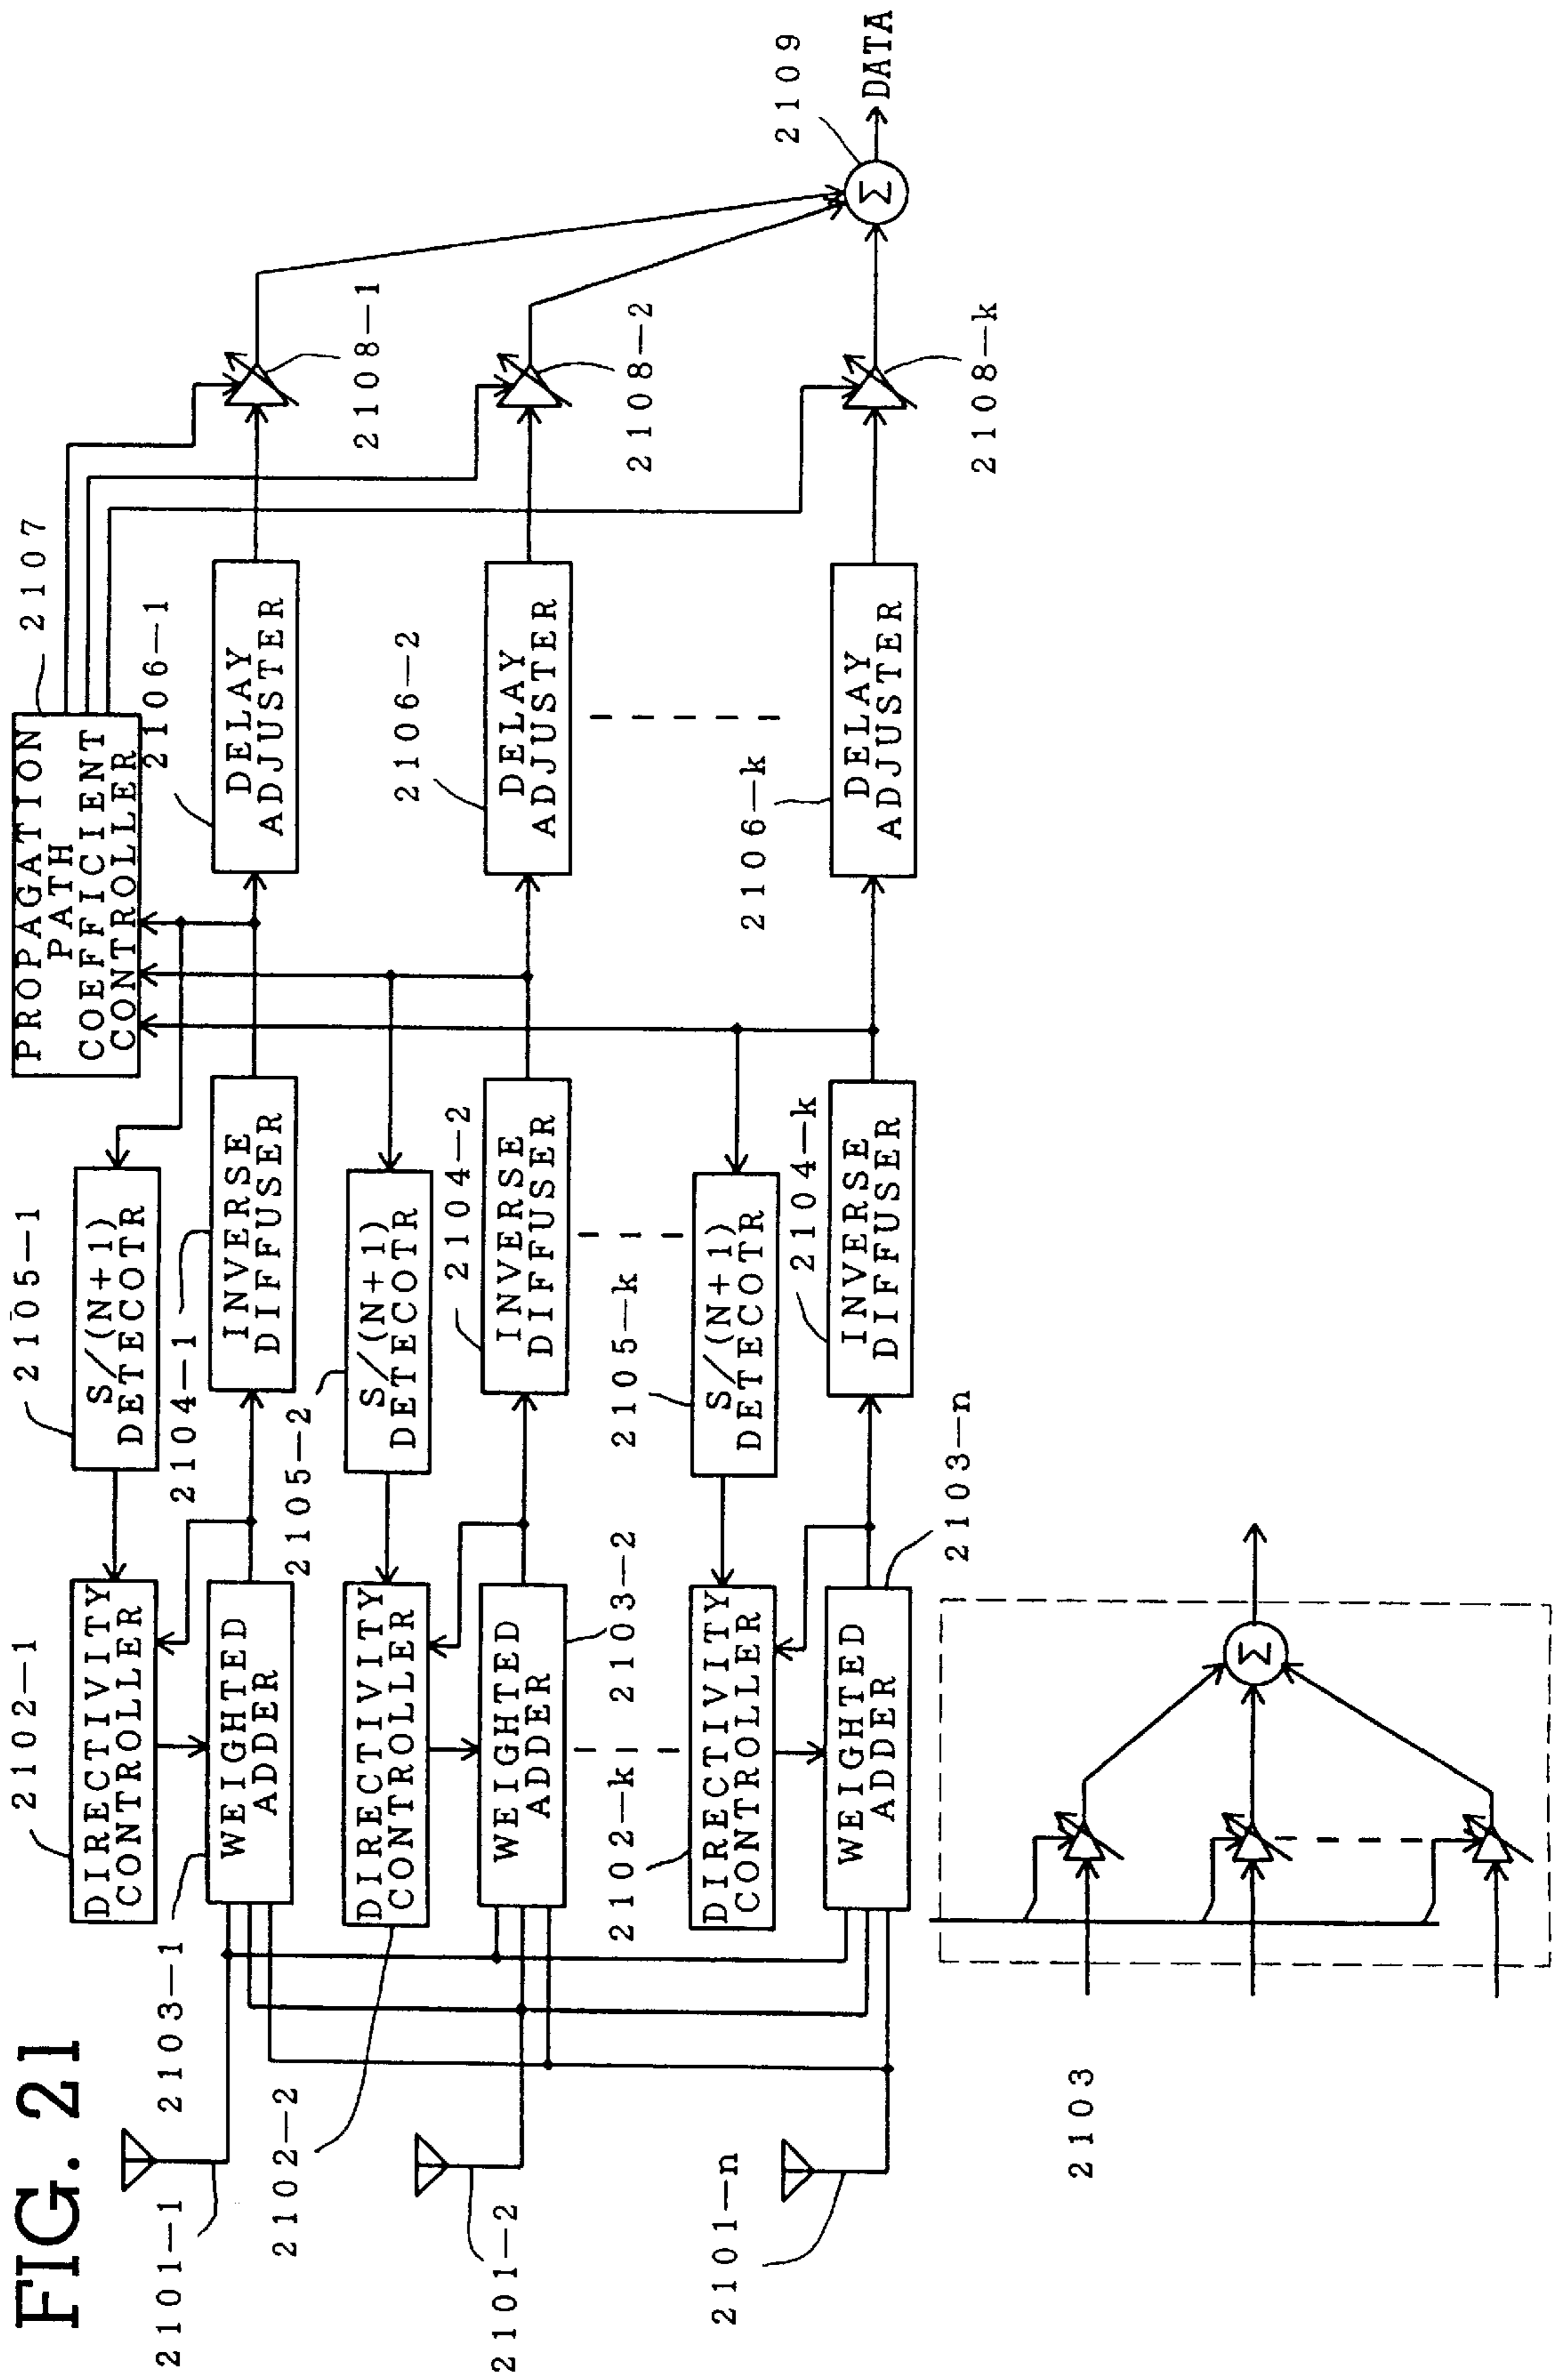 FIG. 21
2101-1
2101-2
2101-n
2102-1
DIRECTIVITY
CONTROLLER
2103-1
WEIGHTED
ADDER
2102-2
DIRECTIVITY
CONTROLLER
WEIGHTED
ADDER
2103-2
2102-k
DIRECTIVITY
CONTROLLER
WEIGHTED
ADDER
2103-n
2105-1
S/(N+1)
DETECOTR
2104-1
INVERSE
DIFFUSER
2105-2
S/(N+1)
DETECOTR
2104-2
INVERSE
DIFFUSER
2105-k
S/(N+1)
DETECOTR
2104-k
INVERSE
DIFFUSER
PROPAGATION
PATH
COEFFICIENT
CONTROLLER
2107
2106-1
DELAY
ADJUSTER
2106-2
DELAY
ADJUSTER
2106-k
DELAY
ADJUSTER
2108-1
2108-2
2108-k
2109
Σ
DATA
2103
Σ